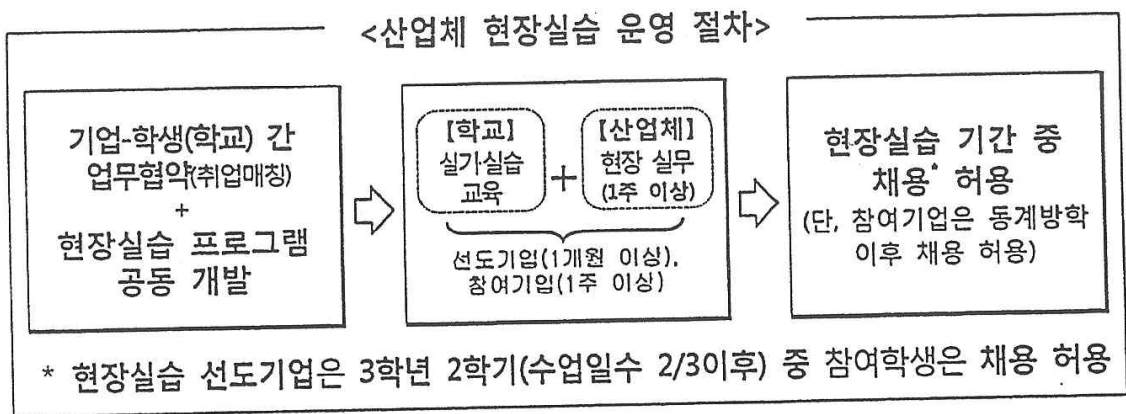 <산업체 현장실습 운영 절차>
기업-학생(학교) 간
업무협약(취업매칭)
+
현장실습 프로그램
공동 개발
【학교】
실기·실습
교육
+
【산업체】
현장 실무
(1주 이상)
선도기업(1개월 이상),
참여기업(1주 이상)
현장실습 기간 중
채용* 허용
(단, 참여기업은 동계방학
이후 채용 허용)
* 현장실습 선도기업은 3학년 2학기(수업일수 2/3이후) 중 참여학생은 채용 허용